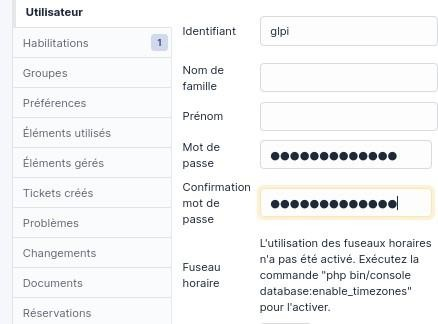 Utilisateur
Habilitations 1
Groupes
Préférences
Éléments utilisés
Éléments gérés
Tickets créés
Problèmes
Changements
Documents
Réservations
Identifiant
glpi
Nom de
famille
Prénom
Mot de
passe
●●●●●●●●●●●●●
Confirmation
mot de
passe
●●●●●●●●●●●●●
Fuseau
horaire
L'utilisation des fuseaux horaires
n'a pas été activé. Exécutez la
commande "php bin/console
database:enable_timezones"
pour l'activer.